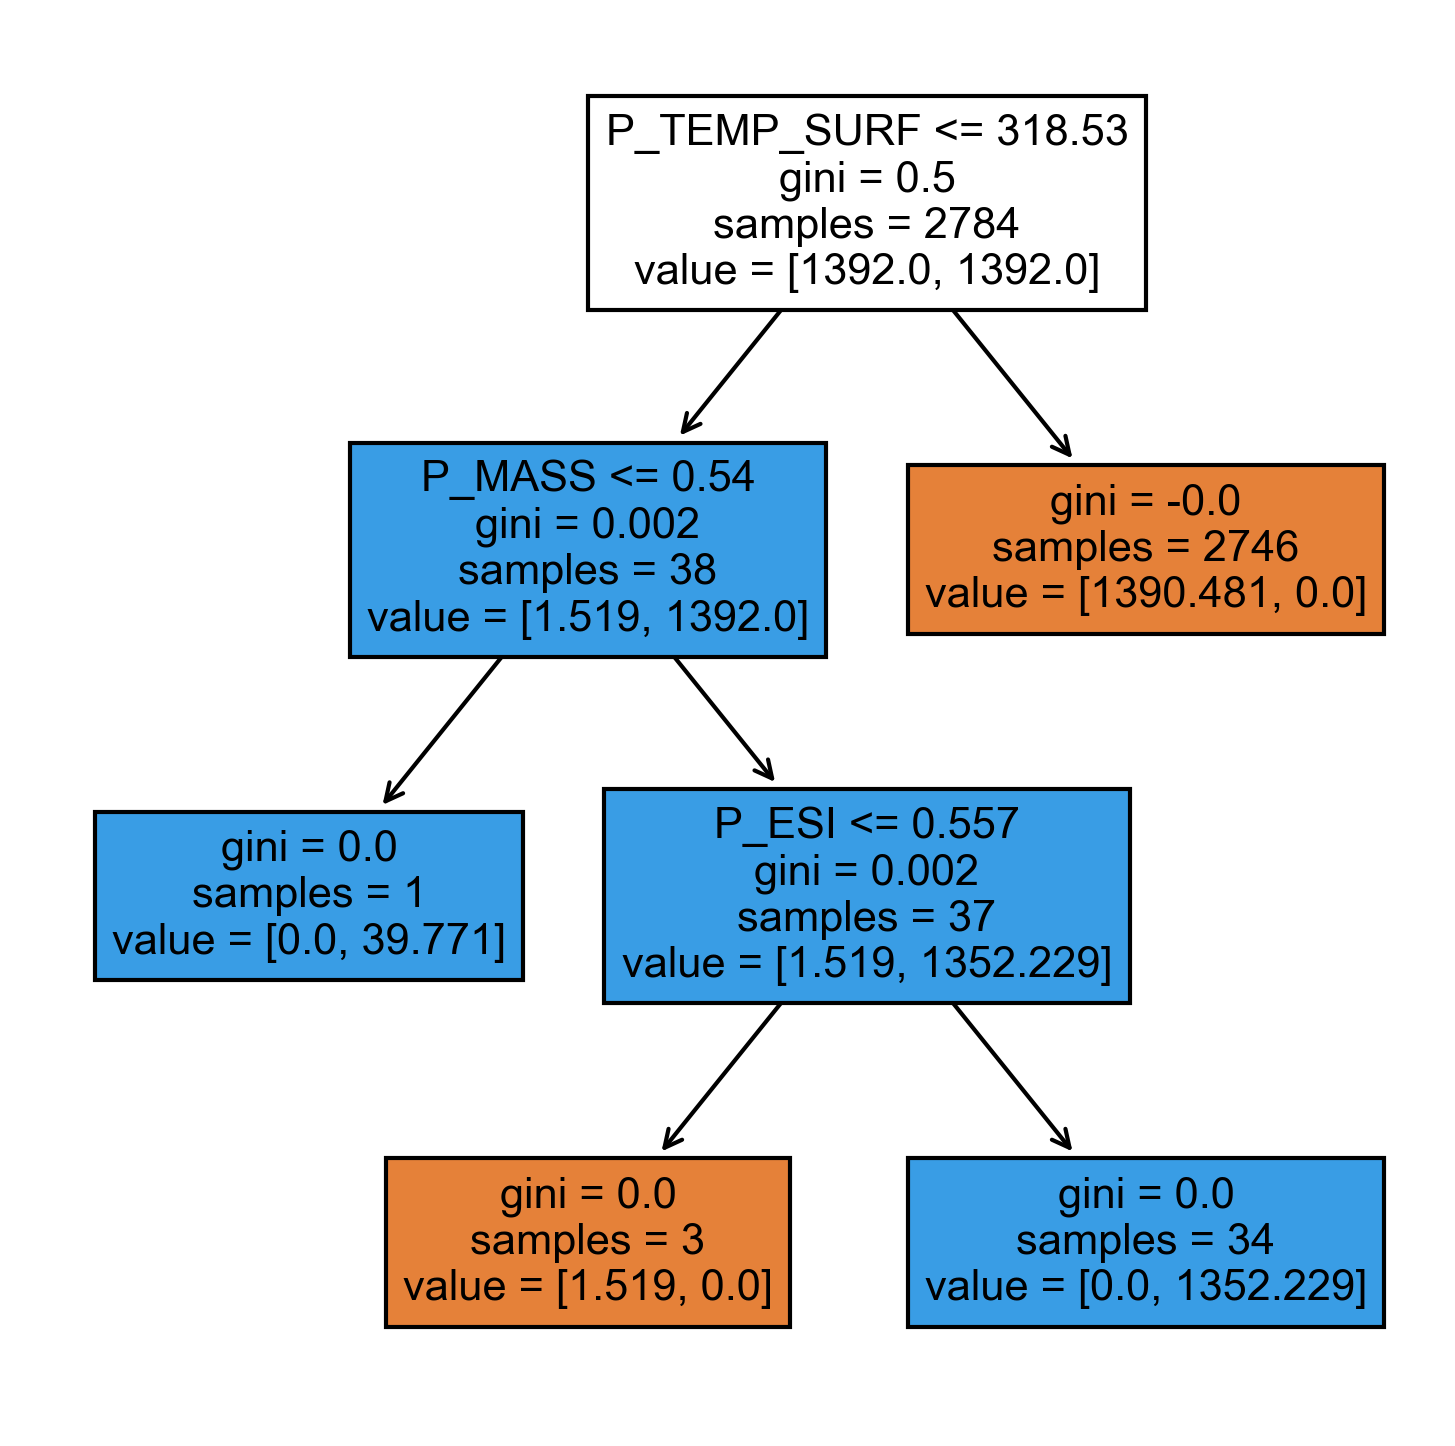 P_TEMP_SURF <= 318.53
gini = 0.5
samples = 2784
value = [1392.0, 1392.0]
P_MASS <= 0.54
gini = 0.002
samples = 38
value = [1.519, 1392.0]
gini = -0.0
samples = 2746
value = [1390.481, 0.0]
gini = 0.0
samples = 1
value = [0.0, 39.771]
P_ESI <= 0.557
gini = 0.002
samples = 37
value = [1.519, 1352.229]
gini = 0.0
samples = 3
value = [1.519, 0.0]
gini = 0.0
samples = 34
value = [0.0, 1352.229]